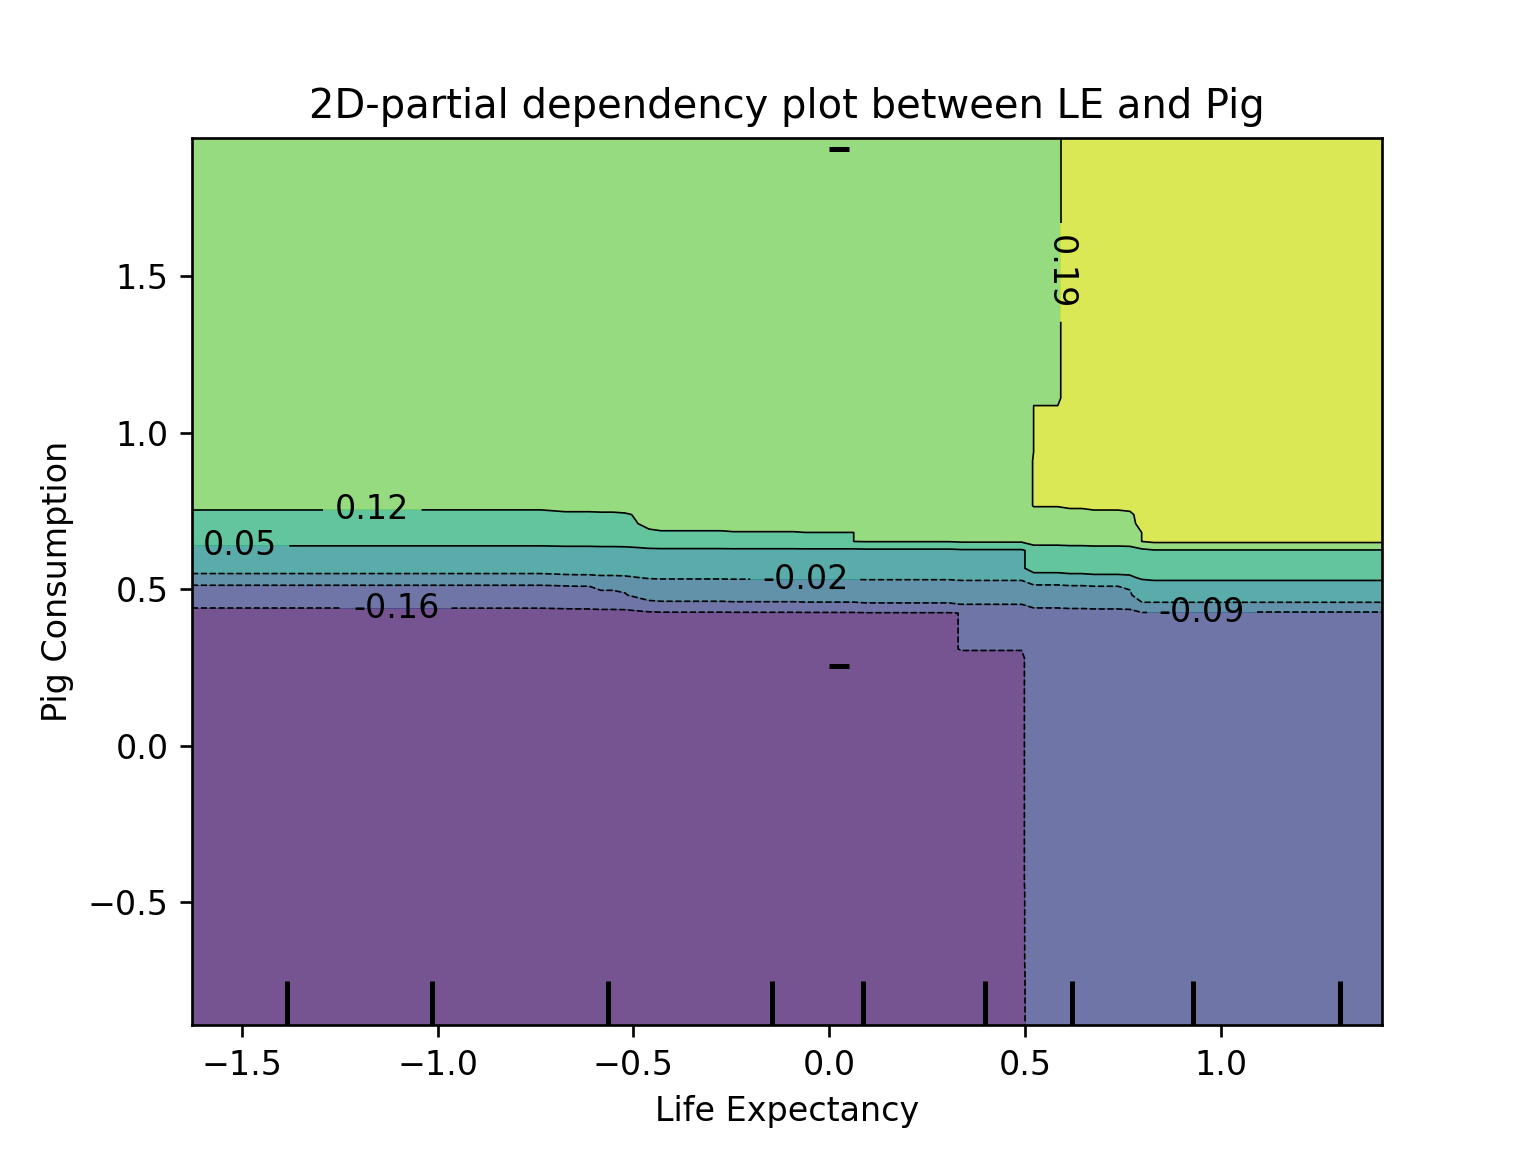 2D-partial dependency plot between LE and Pig
Pig Consumption
1.5
1.0
0.5
0.0
−0.5
0.19
0.12
0.05
-0.02
-0.16
-0.09
−1.5 −1.0 −0.5 0.0 0.5 1.0
Life Expectancy